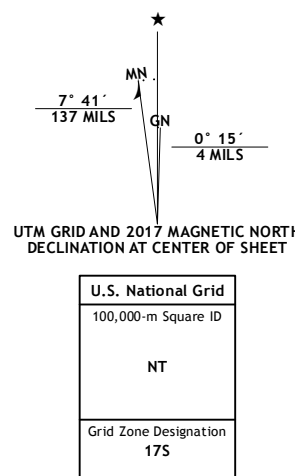 ★
MN
7° 41´
137 MILS
GN
0° 15´
4 MILS
UTM GRID AND 2017 MAGNETIC NORTH
DECLINATION AT CENTER OF SHEET
U.S. National Grid
100,000-m Square ID
NT
Grid Zone Designation
17S